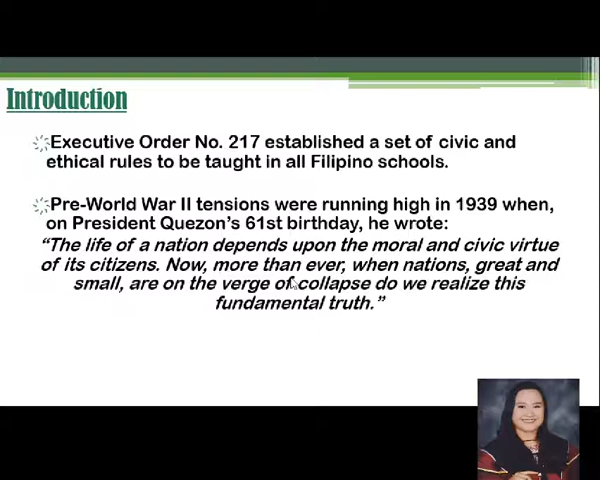 Introduction
Executive Order No. 217 established a set of civic and
ethical rules to be taught in all Filipino schools.
Pre-World War II tensions were running high in 1939 when,
on President Quezon's 61st birthday, he wrote:
"The life of a nation depends upon the moral and civic virtue
of its citizens. Now, more than ever, when nations, great and
small, are on the verge of collapse do we realize this
fundamental truth."